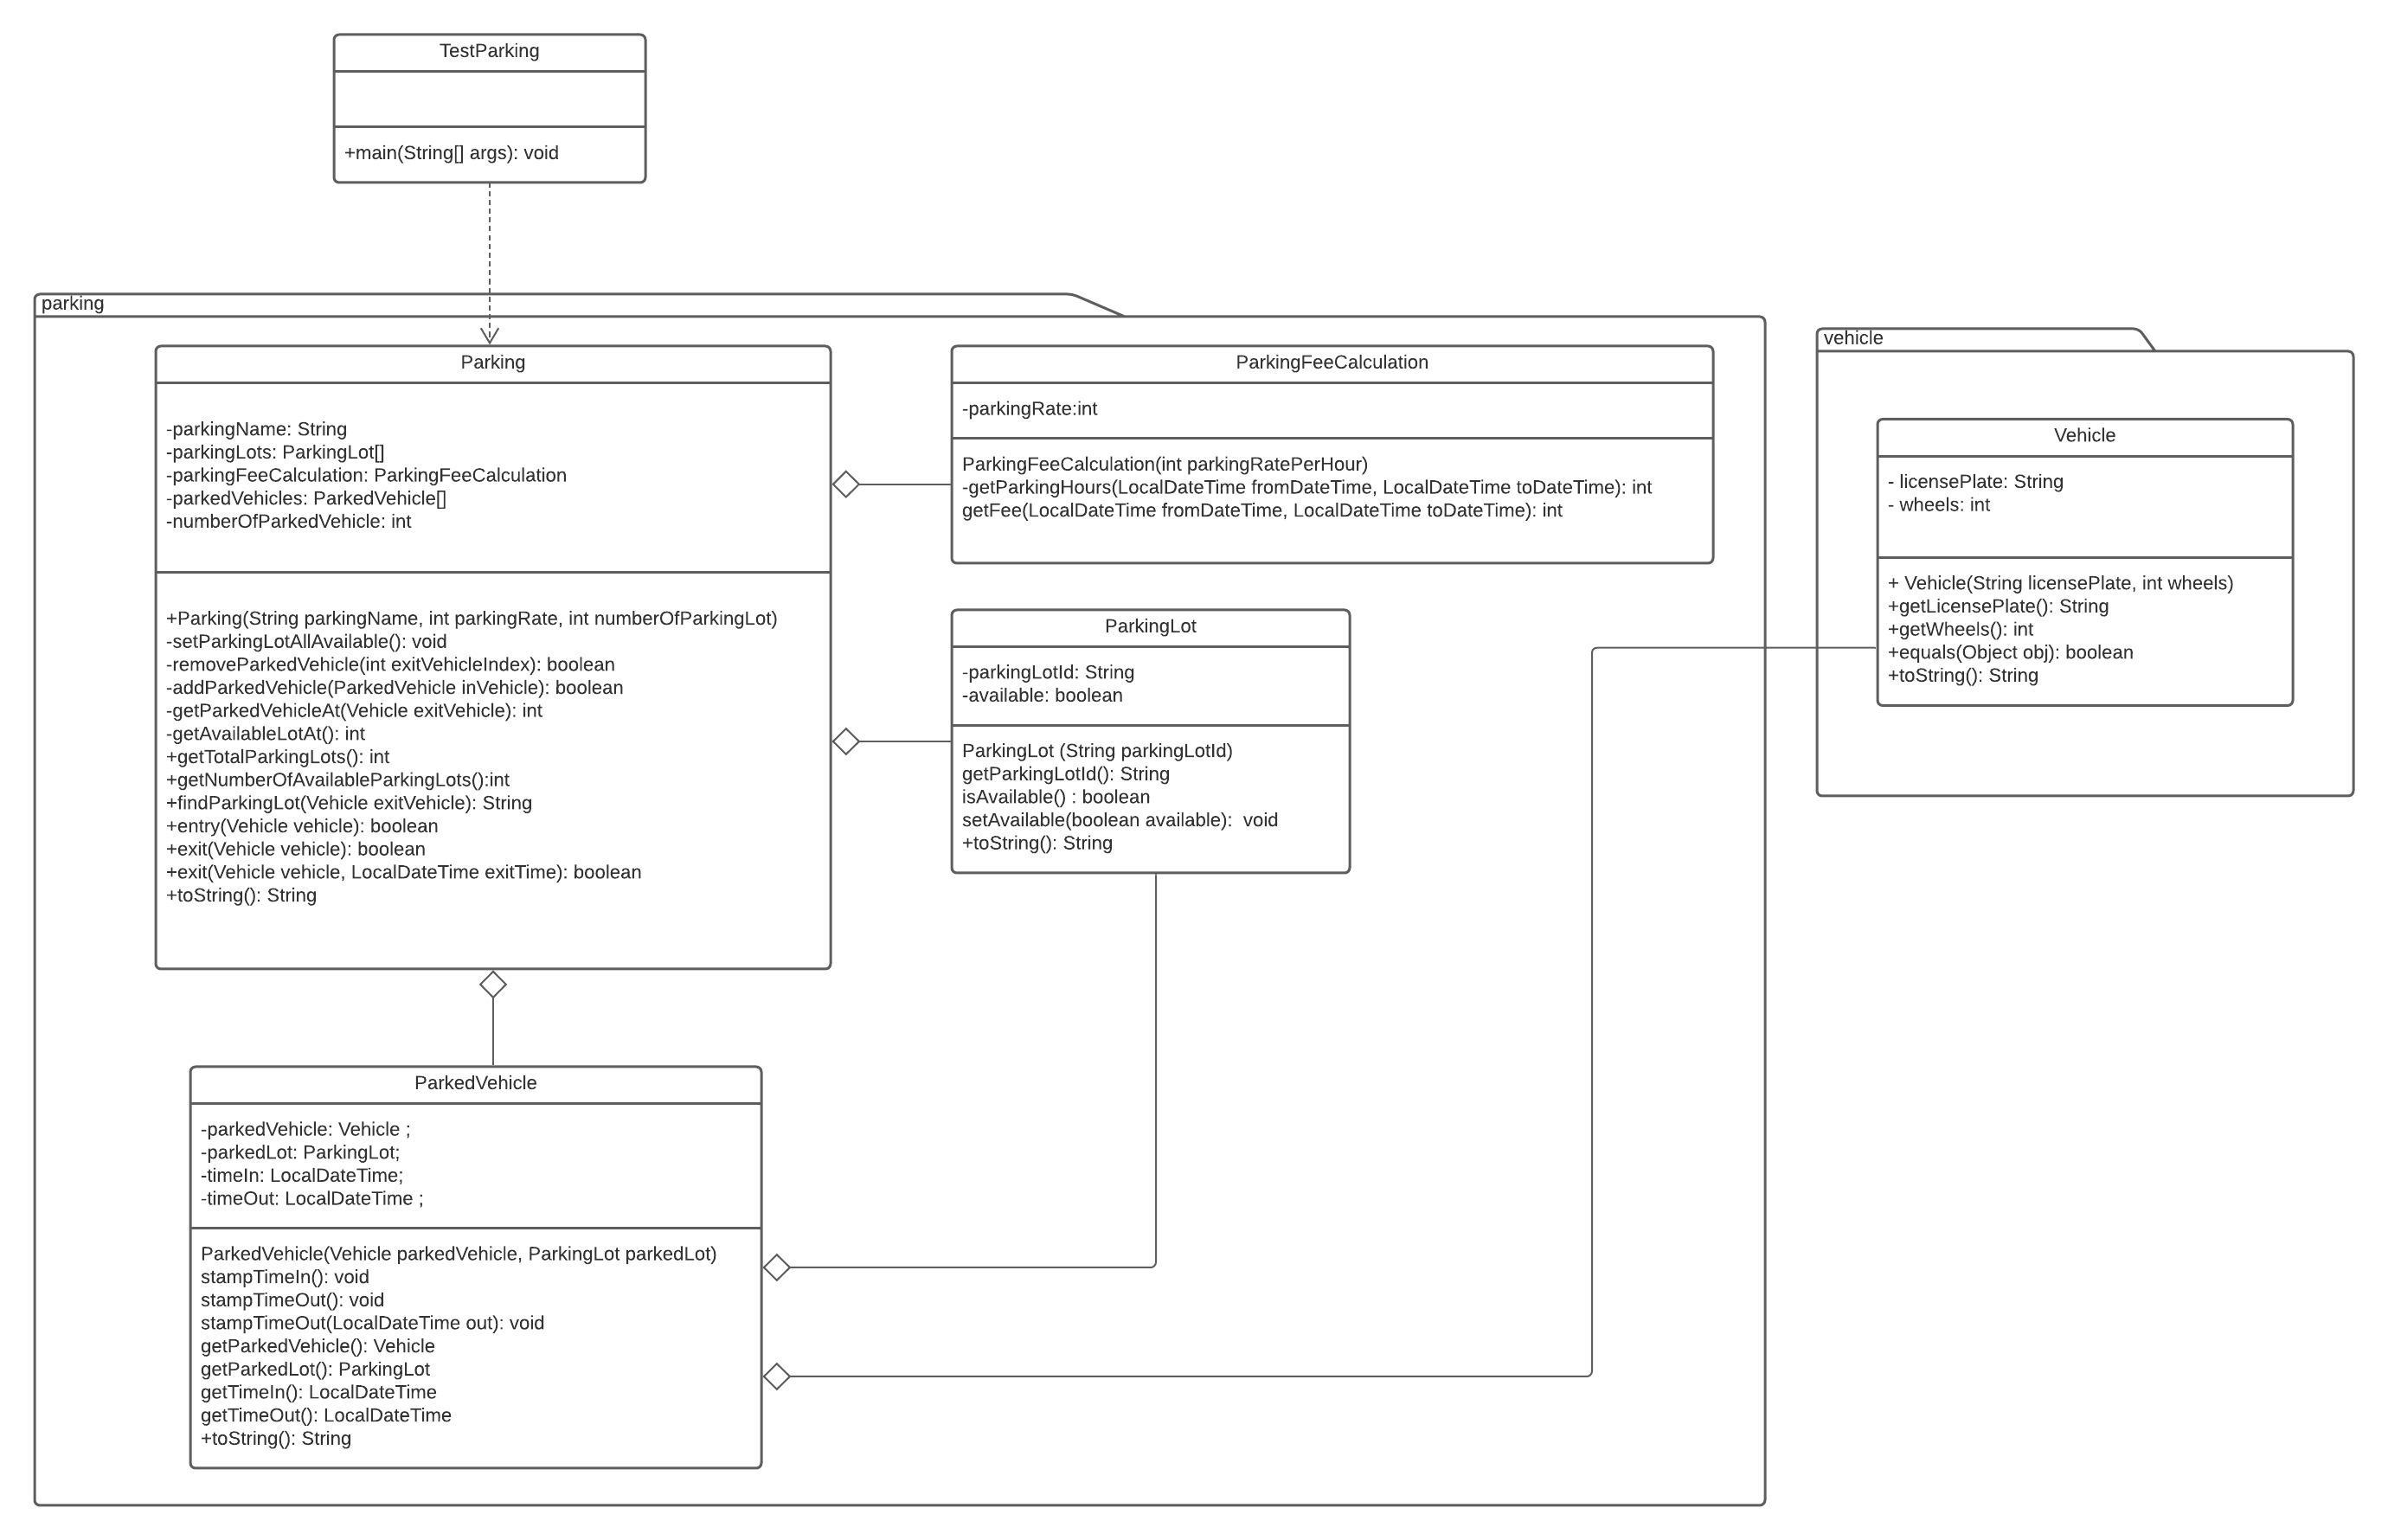 TestParking
+main(String[] args): void
parking
Parking
-parkingName: String
-parkingLots: ParkingLot[]
-parkingFeeCalculation: ParkingFeeCalculation
-parkedVehicles: ParkedVehicle[]
-numberOfParkedVehicle: int
+Parking(String parkingName, int parkingRate, int numberOfParkingLot)
-setParkingLotAllAvailable(): void
-removeParkedVehicle(int exitVehicleIndex): boolean
-addParkedVehicle(ParkedVehicle inVehicle): boolean
-getParkedVehicleAt(Vehicle exitVehicle): int
-getAvailableLotAt(): int
+getTotalParkingLots(): int
+getNumberOfAvailableParkingLots():int
+findParkingLot(Vehicle exitVehicle): String
+entry(Vehicle vehicle): boolean
+exit(Vehicle vehicle): boolean
+exit(Vehicle vehicle, LocalDateTime exitTime): boolean
+toString(): String
ParkingFeeCalculation
-parkingRate:int
ParkingFeeCalculation(int parkingRatePerHour)
-getParkingHours(LocalDateTime fromDateTime, LocalDateTime toDateTime): int
getFee(LocalDateTime fromDateTime, LocalDateTime toDateTime): int
ParkingLot
-parkingLotId: String
-available: boolean
ParkingLot (String parkingLotId)
getParkingLotId(): String
isAvailable() : boolean
setAvailable(boolean available):  void
+toString(): String
vehicle
Vehicle
- licensePlate: String
- wheels: int
+ Vehicle(String licensePlate, int wheels)
+getLicensePlate(): String
+getWheels(): int
+equals(Object obj): boolean
+toString(): String
ParkedVehicle
-parkedVehicle: Vehicle ;
-parkedLot: ParkingLot;
-timeIn: LocalDateTime;
-timeOut: LocalDateTime ;
ParkedVehicle(Vehicle parkedVehicle, ParkingLot parkedLot)
stampTimeIn(): void
stampTimeOut(): void
stampTimeOut(LocalDateTime out): void
getParkedVehicle(): Vehicle
getParkedLot(): ParkingLot
getTimeIn(): LocalDateTime
getTimeOut(): LocalDateTime
+toString(): String